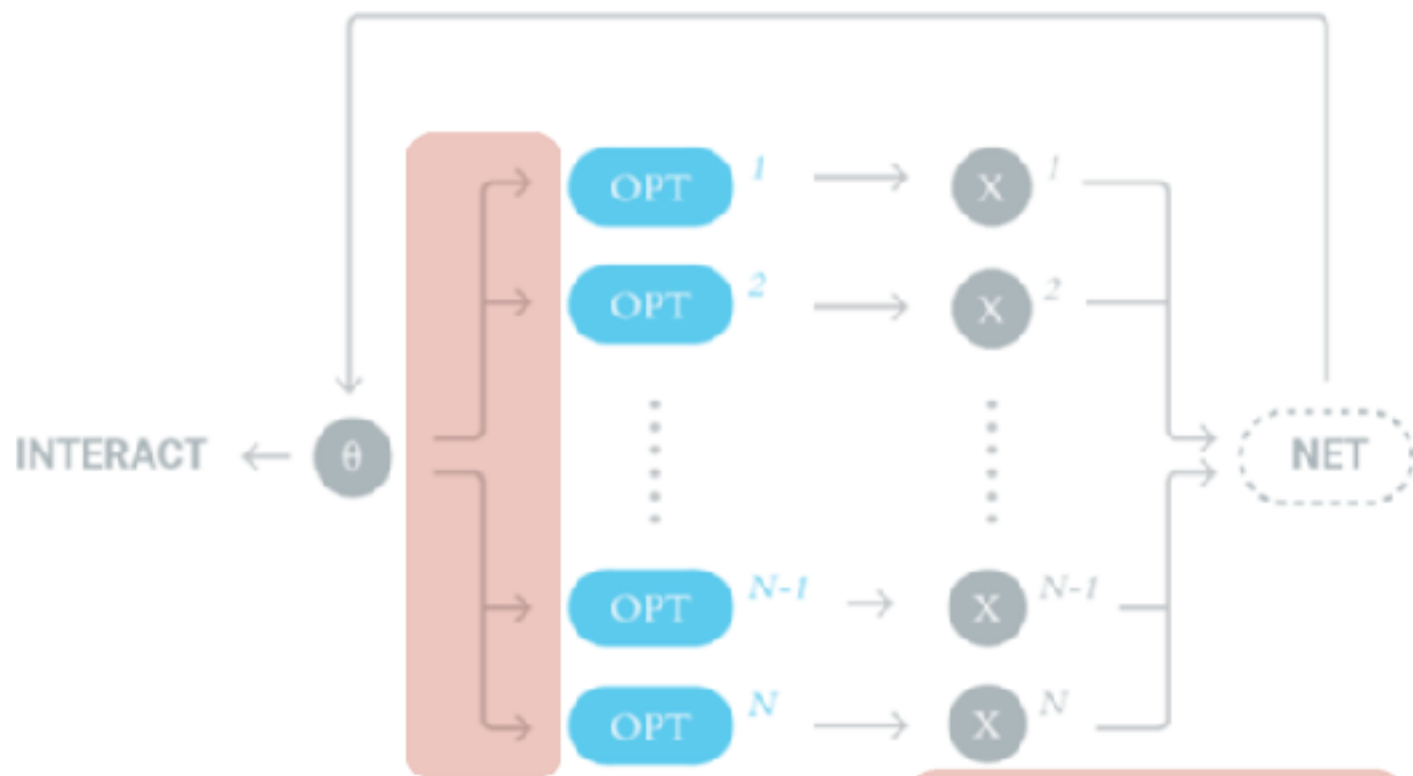 OPT 1 X 1
OPT 2 X 2
INTERACT θ NET
OPT N-1 X N-1
OPT N X N